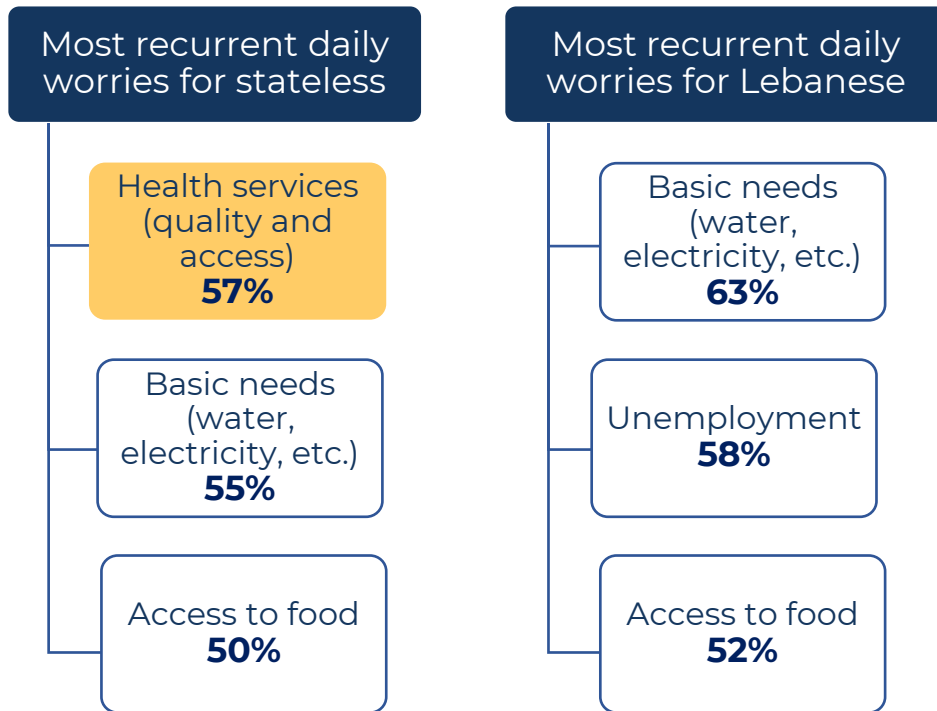 Most recurrent daily
worries for stateless
Health services
(quality and
access)
57%
Basic needs
(water,
electricity, etc.)
55%
Access to food
50%
Most recurrent daily
worries for Lebanese
Basic needs
(water,
electricity, etc.)
63%
Unemployment
58%
Access to food
52%